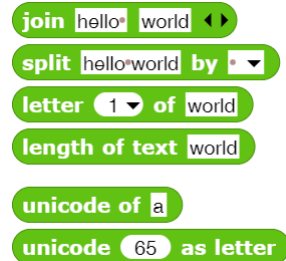 join hello world
split hello world by
letter 1 of world
length of text world
unicode of a
unicode 65 as letter